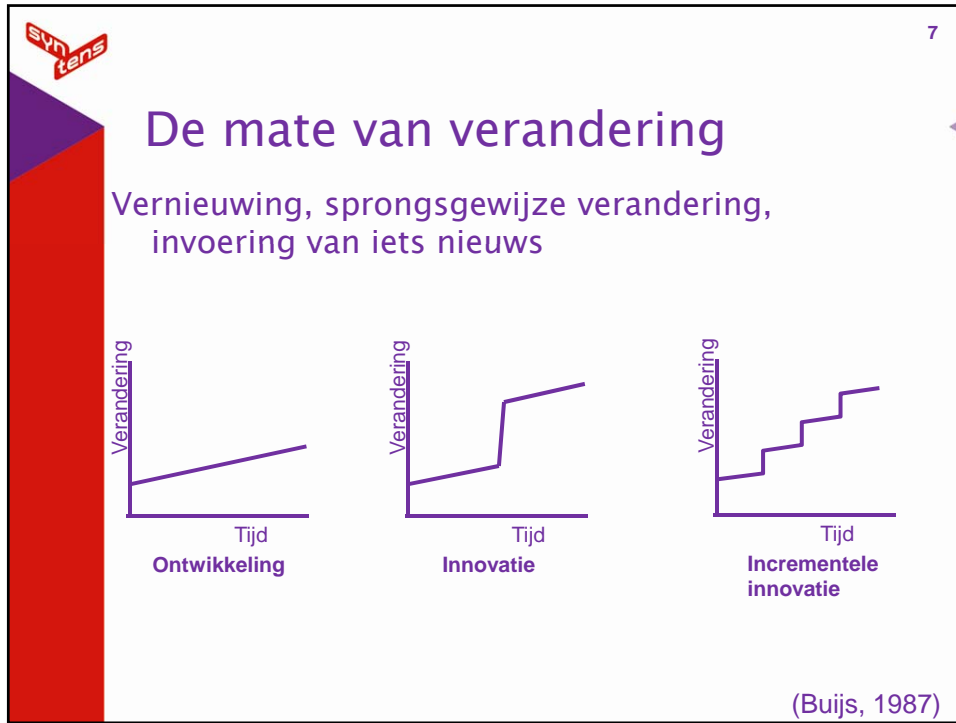 syn
tens
7
De mate van verandering
Vernieuwing, sprongsgewijze verandering,
invoering van iets nieuws
Verandering
Tijd
Ontwikkeling
Verandering
Tijd
Innovatie
Verandering
Tijd
Incrementele
innovatie
(Buijs, 1987)